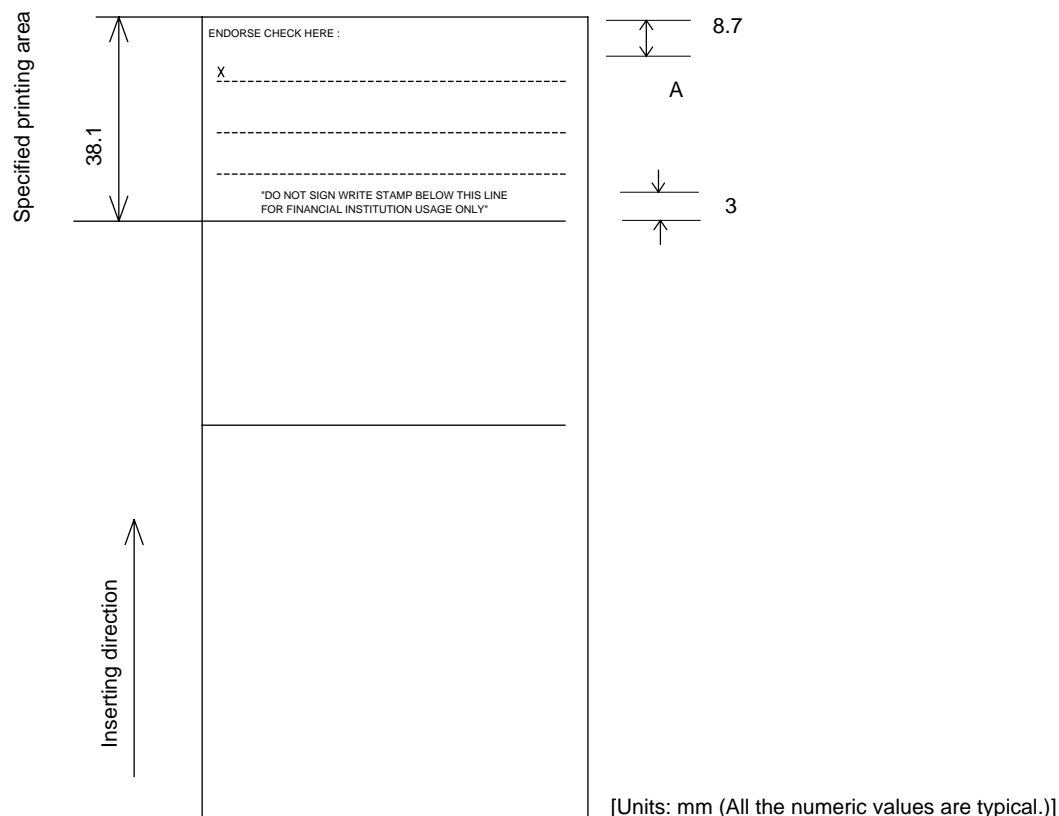 Specified printing area
38.1
ENDORSE CHECK HERE :
X
"DO NOT SIGN WRITE STAMP BELOW THIS LINE
FOR FINANCIAL INSTITUTION USAGE ONLY"
8.7
A
3
Inserting direction
[Units: mm (All the numeric values are typical.)]